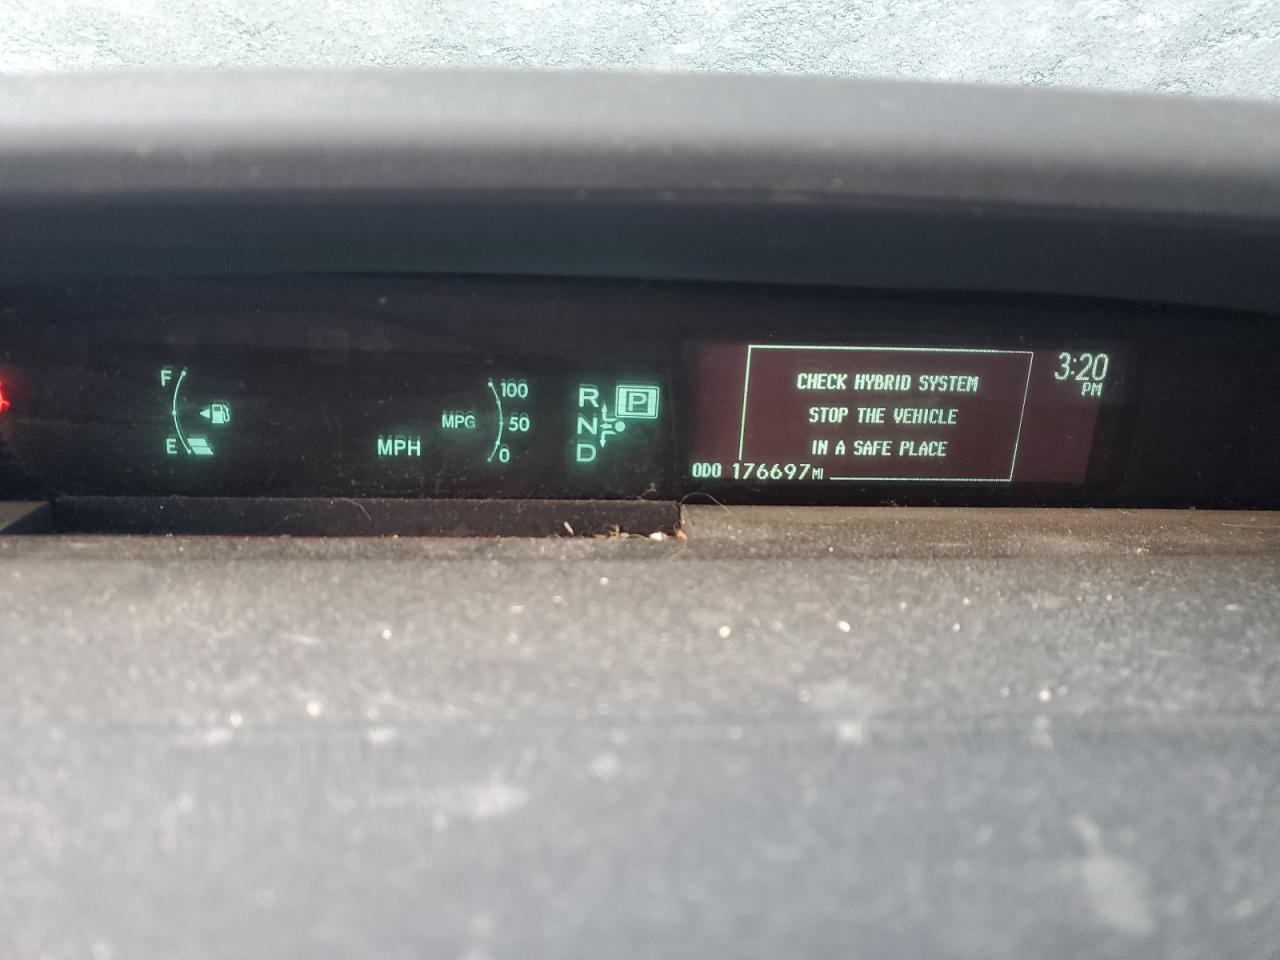 F
E
MPH
MPG
100
50
0
R
N
D
P
CHECK HYBRID SYSTEM
STOP THE VEHICLE
IN A SAFE PLACE
ODO 176697 MI
3:20
PM